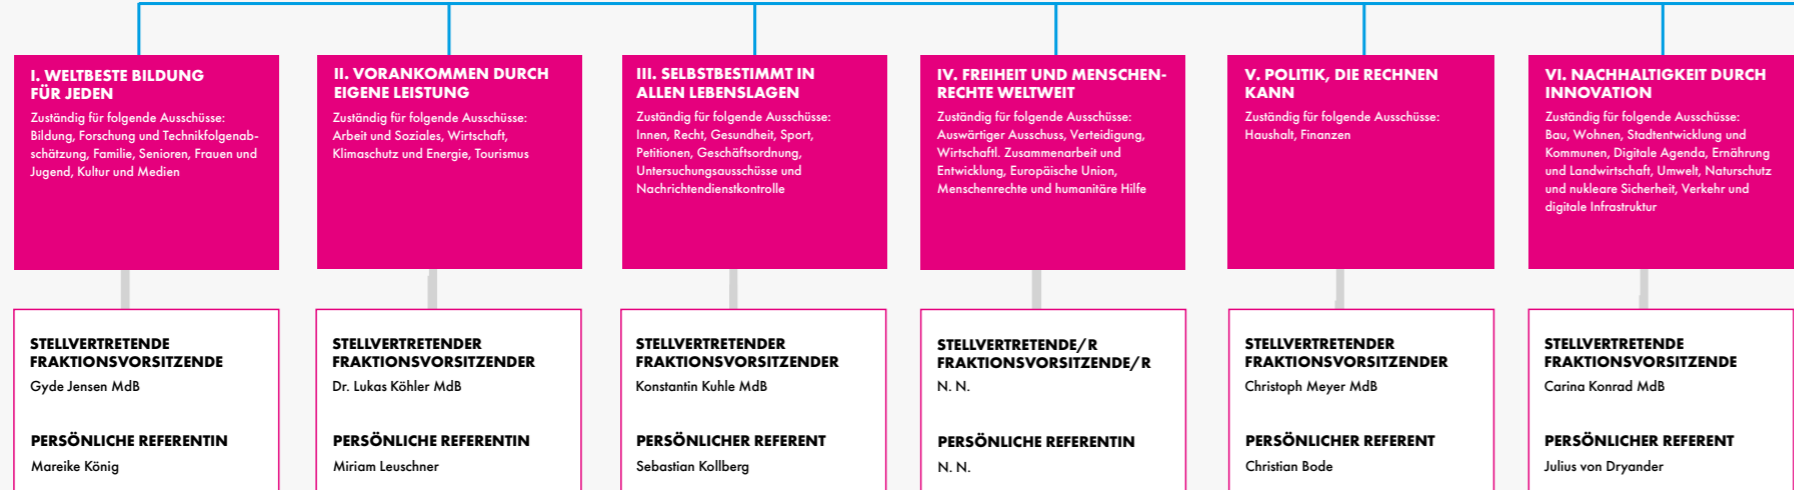 I. WELTBESTE BILDUNG
FÜR JEDEN
Zuständig für folgende Ausschüsse:
Bildung, Forschung und Technikfolgenab-
schätzung, Familie, Senioren, Frauen und
Jugend, Kultur und Medien
II. VORANKOMMEN DURCH
EIGENE LEISTUNG
Zuständig für folgende Ausschüsse:
Arbeit und Soziales, Wirtschaft,
Klimaschutz und Energie, Tourismus
III. SELBSTBESTIMMT IN
ALLEN LEBENSLAGEN
Zuständig für folgende Ausschüsse:
Innen, Recht, Gesundheit, Sport,
Petitionen, Geschäftsordnung,
Untersuchungsausschüsse und
Nachrichtendienstkontrolle
IV. FREIHEIT UND MENSCHEN-
RECHTE WELTWEIT
Zuständig für folgende Ausschüsse:
Auswärtiger Ausschuss, Verteidigung,
Wirtschaftl. Zusammenarbeit und
Entwicklung, Europäische Union,
Menschenrechte und humanitäre Hilfe
V. POLITIK, DIE RECHNEN
KANN
Zuständig für folgende Ausschüsse:
Haushalt, Finanzen
VI. NACHHALTIGKEIT DURCH
INNOVATION
Zuständig für folgende Ausschüsse:
Bau, Wohnen, Stadtentwicklung und
Kommunen, Digitale Agenda, Ernährung
und Landwirtschaft, Umwelt, Naturschutz
und nukleare Sicherheit, Verkehr und
digitale Infrastruktur
STELLVERTRETENDE
FRAKTIONSVORSITZENDE
Gyde Jensen MdB
PERSÖNLICHE REFERENTIN
Mareike König
STELLVERTRETENDER
FRAKTIONSVORSITZENDER
Dr. Lukas Köhler MdB
PERSÖNLICHE REFERENTIN
Miriam Leuschner
STELLVERTRETENDER
FRAKTIONSVORSITZENDER
Konstantin Kuhle MdB
PERSÖNLICHER REFERENT
Sebastian Kollberg
STELLVERTRETENDE/R
FRAKTIONSVORSITZENDE/R
N. N.
PERSÖNLICHE REFERENTIN
N. N.
STELLVERTRETENDER
FRAKTIONSVORSITZENDER
Christoph Meyer MdB
PERSÖNLICHER REFERENT
Christian Bode
STELLVERTRETENDE
FRAKTIONSVORSITZENDE
Carina Konrad MdB
PERSÖNLICHER REFERENT
Julius von Dryander